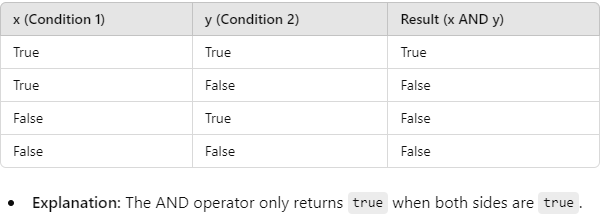 x (Condition 1) y (Condition 2) Result (x AND y)
True True True
True False False
False True False
False False False
• Explanation: The AND operator only returns true when both sides are true.